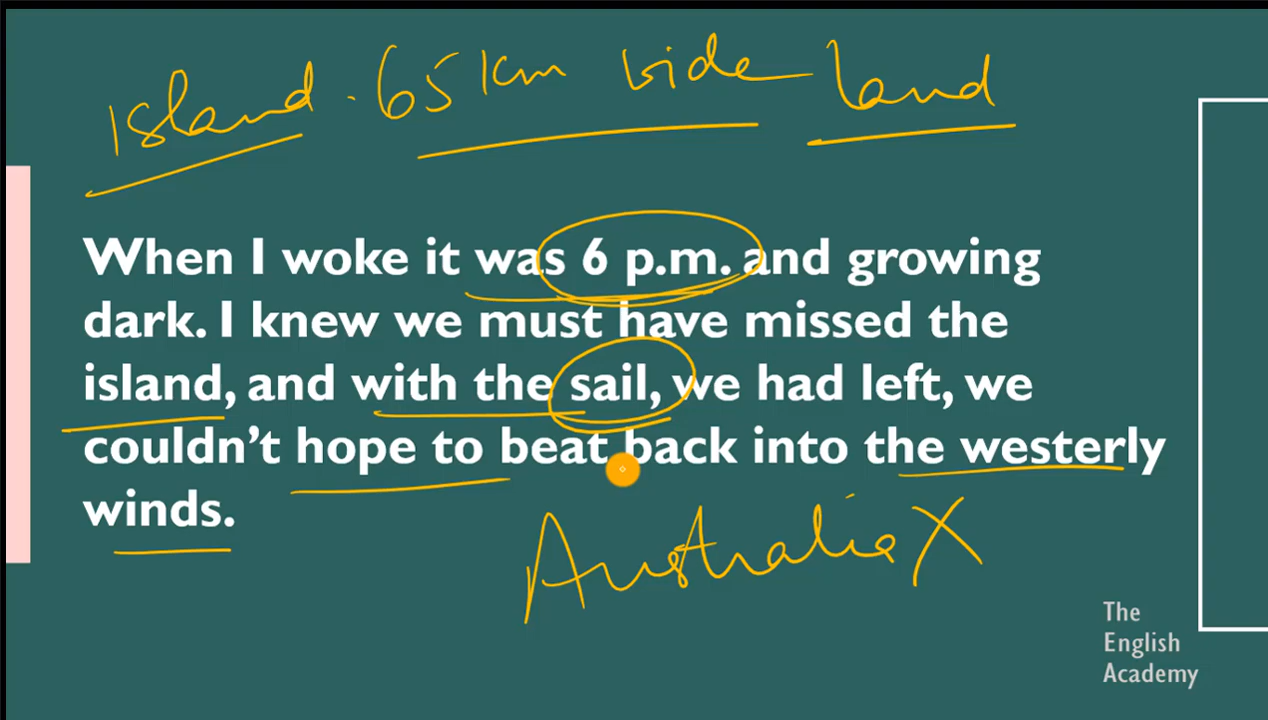 Island. 65 km wide land
When I woke it was 6 p.m. and growing
dark. I knew we must have missed the
island, and with the sail, we had left, we
couldn't hope to beat back into the westerly
winds.
Australia X
The
English
Academy